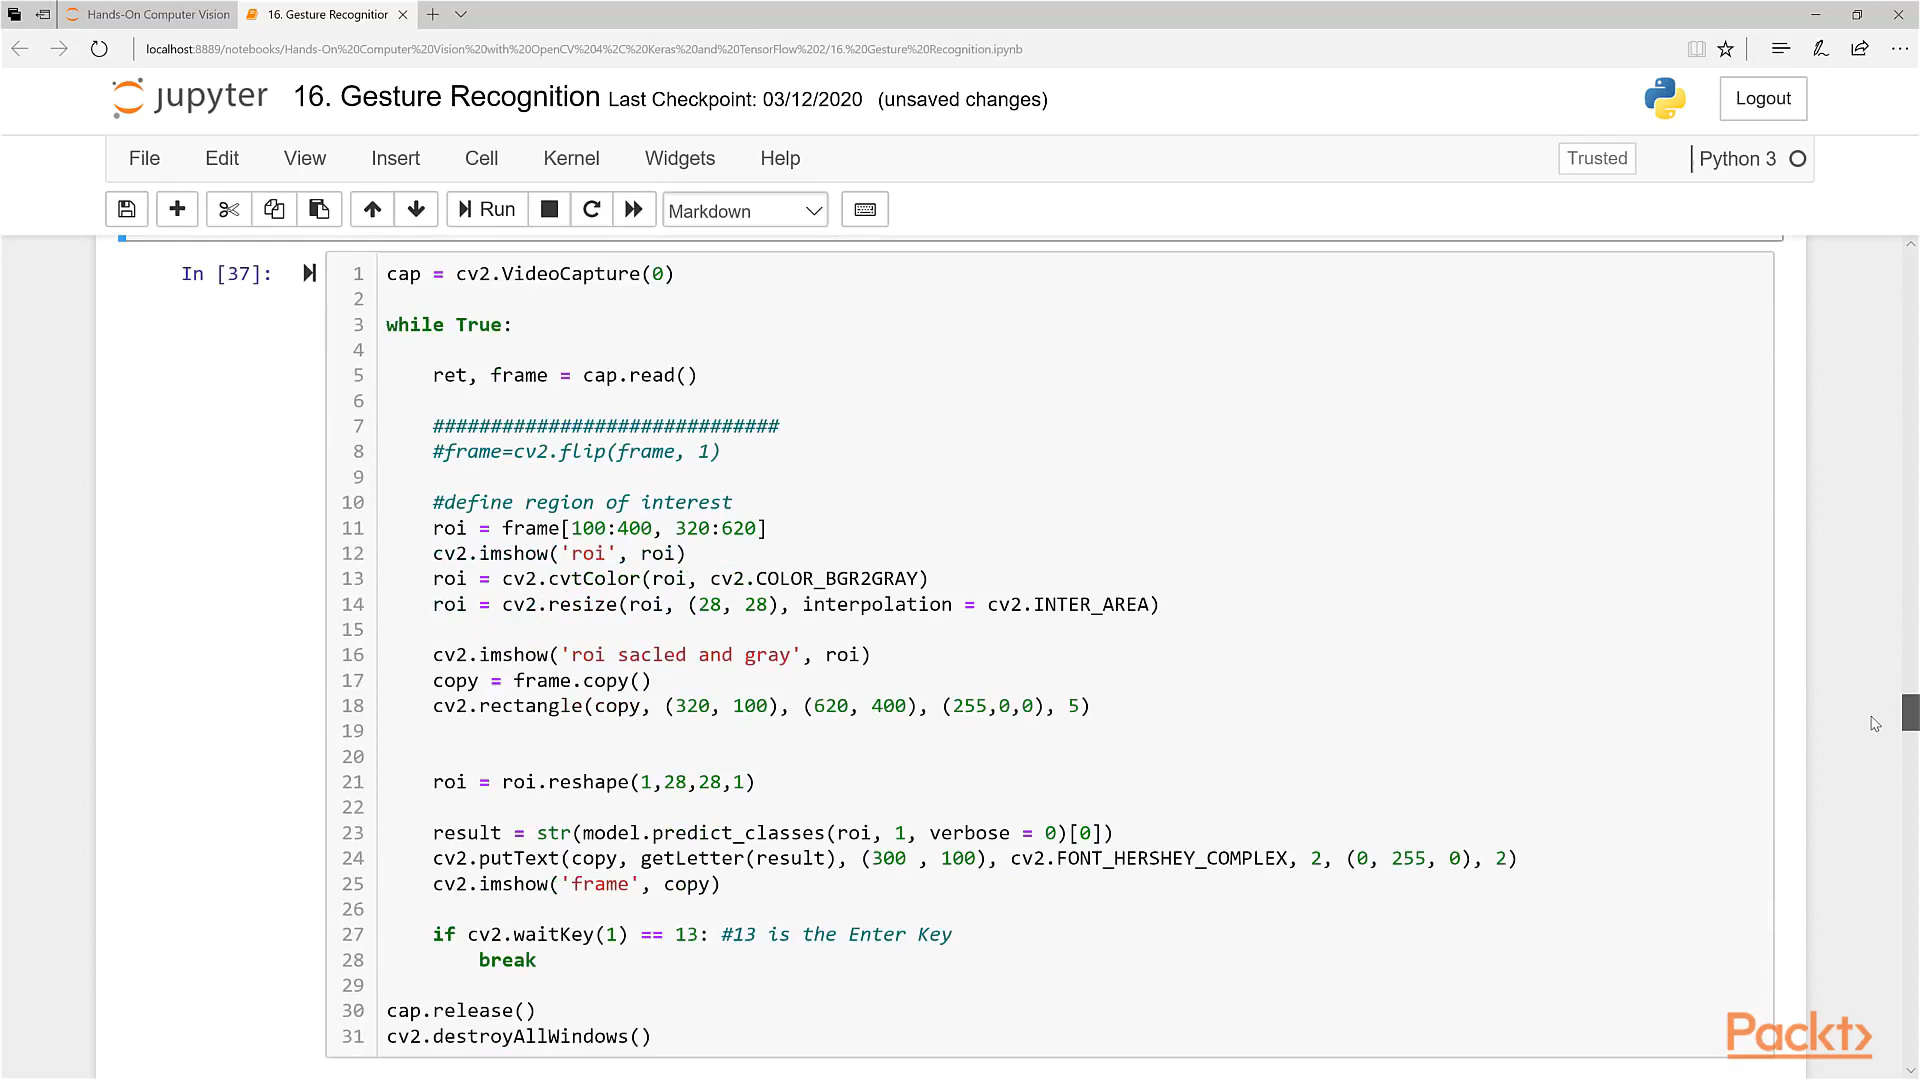 Hands-On Computer Vision
16. Gesture Recognitior
localhost:8889/notebooks/Hands-On%20Computer%20Vision%20with%20OpenCV%204%2C%20Keras%20and%20TensorFlow%202/16.%20Gesture%20Recognition.ipynb
jupyter 16. Gesture Recognition Last Checkpoint: 03/12/2020 (unsaved changes)
Logout
File Edit View Insert Cell Kernel Widgets Help
Trusted
Python 3
Run
Markdown
In [37]:
1 cap = cv2.VideoCapture(0)
2
3 while True:
4
5     ret, frame = cap.read()
6
7     ##############################
8     #frame=cv2.flip(frame, 1)
9
10     #define region of interest
11     roi = frame[100:400, 320:620]
12     cv2.imshow('roi', roi)
13     roi = cv2.cvtColor(roi, cv2.COLOR_BGR2GRAY)
14     roi = cv2.resize(roi, (28, 28), interpolation = cv2.INTER_AREA)
15
16     cv2.imshow('roi sacled and gray', roi)
17     copy = frame.copy()
18     cv2.rectangle(copy, (320, 100), (620, 400), (255,0,0), 5)
19
20
21     roi = roi.reshape(1,28,28,1)
22
23     result = str(model.predict_classes(roi, 1, verbose = 0)[0])
24     cv2.putText(copy, getLetter(result), (300 , 100), cv2.FONT_HERSHEY_COMPLEX, 2, (0, 255, 0), 2)
25     cv2.imshow('frame', copy)
26
27     if cv2.waitKey(1) == 13: #13 is the Enter Key
28         break
29
30 cap.release()
31 cv2.destroyAllWindows()
Packt>